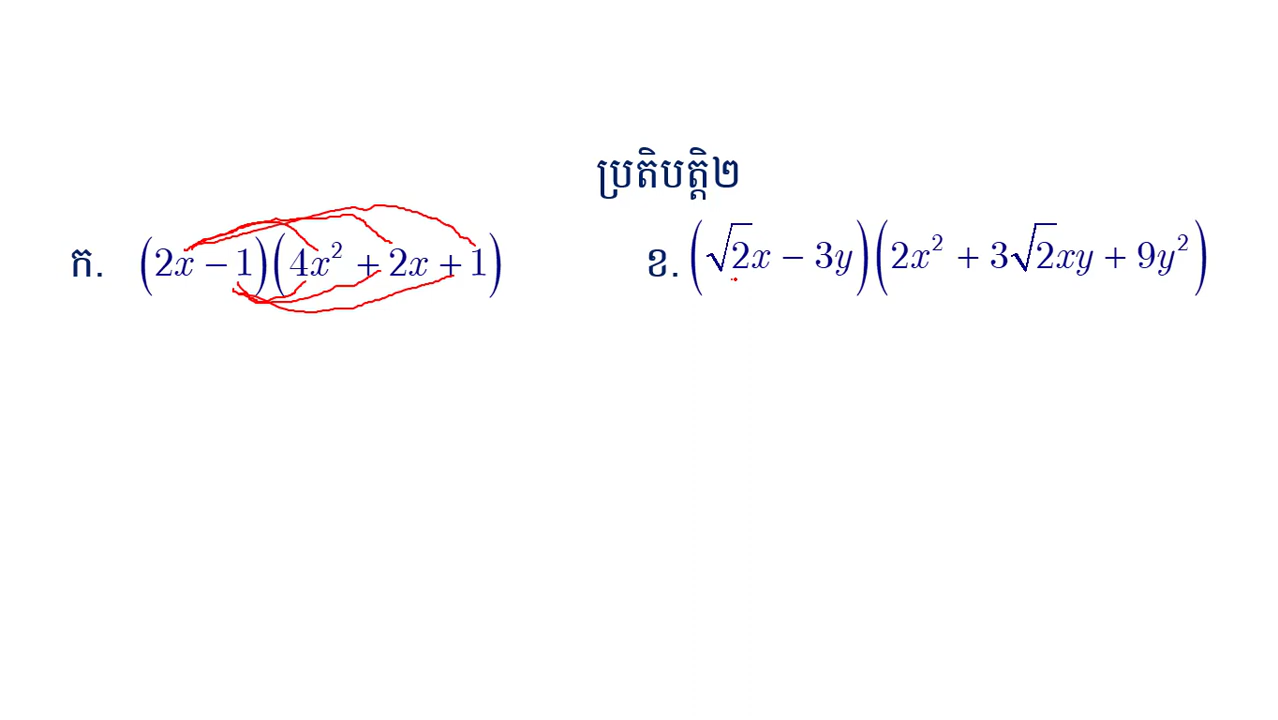 ប្រតិបត្តិ២
ក. (2x − 1)(4x² + 2x + 1)
ខ. (√2x − 3y)(2x² + 3√2xy + 9y²)